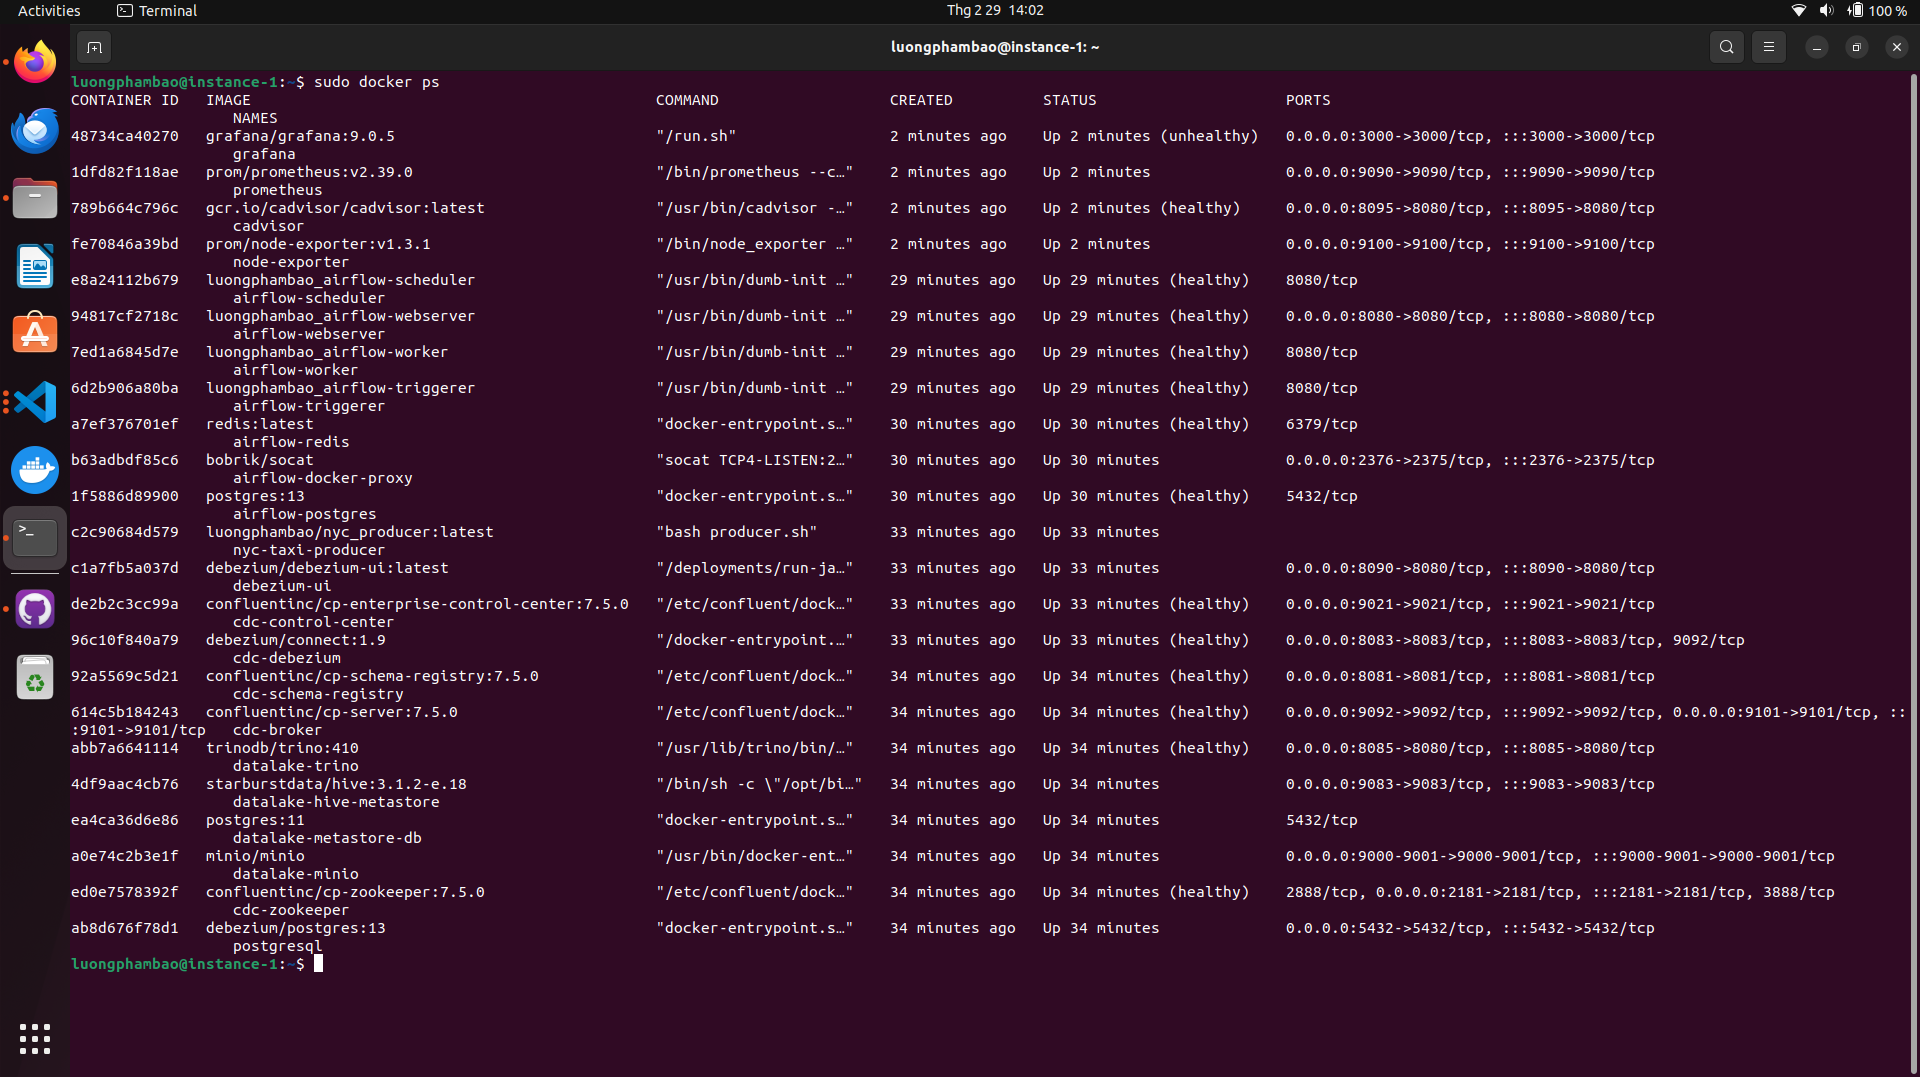 Activities Terminal Thg 2 29 14:02 100 %
luongphambao@instance-1: ~
luongphambao@instance-1:~$ sudo docker ps
CONTAINER ID IMAGE COMMAND CREATED STATUS PORTS
NAMES
48734ca40270 grafana/grafana:9.0.5 "/run.sh" 2 minutes ago Up 2 minutes (unhealthy) 0.0.0.0:3000->3000/tcp, :::3000->3000/tcp
grafana
1dfd82f118ae prom/prometheus:v2.39.0 "/bin/prometheus --c…" 2 minutes ago Up 2 minutes 0.0.0.0:9090->9090/tcp, :::9090->9090/tcp
prometheus
789b664c796c gcr.io/cadvisor/cadvisor:latest "/usr/bin/cadvisor -…" 2 minutes ago Up 2 minutes (healthy) 0.0.0.0:8095->8080/tcp, :::8095->8080/tcp
cadvisor
fe70846a39bd prom/node-exporter:v1.3.1 "/bin/node_exporter …" 2 minutes ago Up 2 minutes 0.0.0.0:9100->9100/tcp, :::9100->9100/tcp
node-exporter
e8a24112b679 luongphambao_airflow-scheduler "/usr/bin/dumb-init …" 29 minutes ago Up 29 minutes (healthy) 8080/tcp
airflow-scheduler
94817cf2718c luongphambao_airflow-webserver "/usr/bin/dumb-init …" 29 minutes ago Up 29 minutes (healthy) 0.0.0.0:8080->8080/tcp, :::8080->8080/tcp
airflow-webserver
7ed1a6845d7e luongphambao_airflow-worker "/usr/bin/dumb-init …" 29 minutes ago Up 29 minutes (healthy) 8080/tcp
airflow-worker
6d2b906a80ba luongphambao_airflow-triggerer "/usr/bin/dumb-init …" 29 minutes ago Up 29 minutes (healthy) 8080/tcp
airflow-triggerer
a7ef376701ef redis:latest "docker-entrypoint.s…" 30 minutes ago Up 30 minutes (healthy) 6379/tcp
airflow-redis
b63adbdf85c6 bobrik/socat "socat TCP4-LISTEN:2…" 30 minutes ago Up 30 minutes 0.0.0.0:2376->2375/tcp, :::2376->2375/tcp
airflow-docker-proxy
1f5886d89900 postgres:13 "docker-entrypoint.s…" 30 minutes ago Up 30 minutes (healthy) 5432/tcp
airflow-postgres
c2c90684d579 luongphambao/nyc_producer:latest "bash producer.sh" 33 minutes ago Up 33 minutes
nyc-taxi-producer
c1a7fb5a037d debezium/debezium-ui:latest "/deployments/run-ja…" 33 minutes ago Up 33 minutes 0.0.0.0:8090->8080/tcp, :::8090->8080/tcp
debezium-ui
de2b2c3cc99a confluentinc/cp-enterprise-control-center:7.5.0 "/etc/confluent/dock…" 33 minutes ago Up 33 minutes (healthy) 0.0.0.0:9021->9021/tcp, :::9021->9021/tcp
cdc-control-center
96c10f840a79 debezium/connect:1.9 "/docker-entrypoint.…" 33 minutes ago Up 33 minutes (healthy) 0.0.0.0:8083->8083/tcp, :::8083->8083/tcp, 9092/tcp
cdc-debezium
92a5569c5d21 confluentinc/cp-schema-registry:7.5.0 "/etc/confluent/dock…" 34 minutes ago Up 34 minutes (healthy) 0.0.0.0:8081->8081/tcp, :::8081->8081/tcp
cdc-schema-registry
614c5b184243 confluentinc/cp-server:7.5.0 "/etc/confluent/dock…" 34 minutes ago Up 34 minutes (healthy) 0.0.0.0:9092->9092/tcp, :::9092->9092/tcp, 0.0.0.0:9101->9101/tcp, ::
:9101->9101/tcp cdc-broker
abb7a6641114 trinodb/trino:410 "/usr/lib/trino/bin/…" 34 minutes ago Up 34 minutes (healthy) 0.0.0.0:8085->8080/tcp, :::8085->8080/tcp
datalake-trino
4df9aac4cb76 starburstdata/hive:3.1.2-e.18 "/bin/sh -c \"/opt/bi…" 34 minutes ago Up 34 minutes 0.0.0.0:9083->9083/tcp, :::9083->9083/tcp
datalake-hive-metastore
ea4ca36d6e86 postgres:11 "docker-entrypoint.s…" 34 minutes ago Up 34 minutes 5432/tcp
datalake-metastore-db
a0e74c2b3e1f minio/minio "/usr/bin/docker-ent…" 34 minutes ago Up 34 minutes 0.0.0.0:9000-9001->9000-9001/tcp, :::9000-9001->9000-9001/tcp
datalake-minio
ed0e7578392f confluentinc/cp-zookeeper:7.5.0 "/etc/confluent/dock…" 34 minutes ago Up 34 minutes (healthy) 2888/tcp, 0.0.0.0:2181->2181/tcp, :::2181->2181/tcp, 3888/tcp
cdc-zookeeper
ab8d676f78d1 debezium/postgres:13 "docker-entrypoint.s…" 34 minutes ago Up 34 minutes 0.0.0.0:5432->5432/tcp, :::5432->5432/tcp
postgresql
luongphambao@instance-1:~$